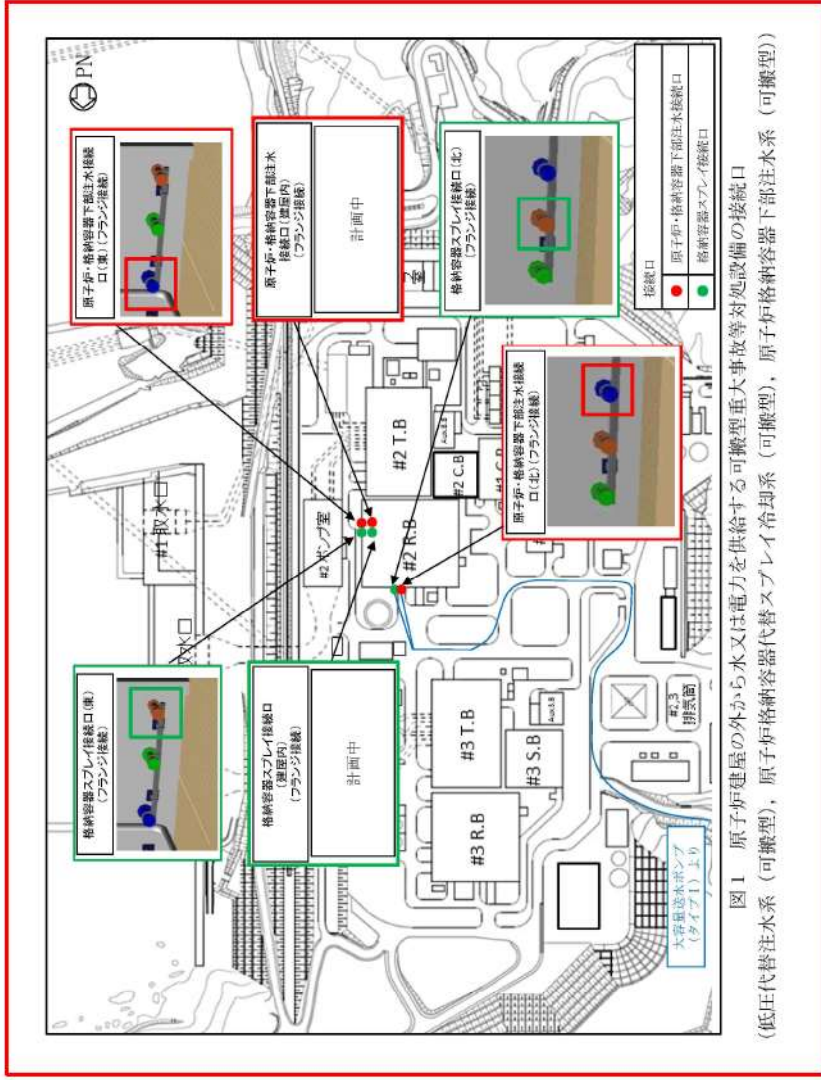 PN
格納容器スプレイ接続口(東)
(フランジ接続)
格納容器スプレイ接続口
(建屋内)
(フランジ接続)
計画中
原子炉・格納容器下部注水接続
口(東)(フランジ接続)
原子炉・格納容器下部注水
接続口(建屋内)
(フランジ接続)
計画中
格納容器スプレイ接続口(北)
(フランジ接続)
原子炉・格納容器下部注水接続
口(北)(フランジ接続)
#1 取水口
#2 ポンプ室
#2 R.B
#2 T.B
Aux.B.B
#2 C.B
#3 T.B
#3 R.B
#3 S.B
Aux.B.B
#2,3
排気筒
大容量送水ポンプ
(タイプⅠ)より
接続口
原子炉・格納容器下部注水接続口
格納容器スプレイ接続口
図1 原子炉建屋の外から水又は電力を供給する可搬型重大事故等対処設備の接続口
(低圧代替注水系(可搬型),原子炉格納容器代替スプレイ冷却系(可搬型),原子炉格納容器下部注水系(可搬型))